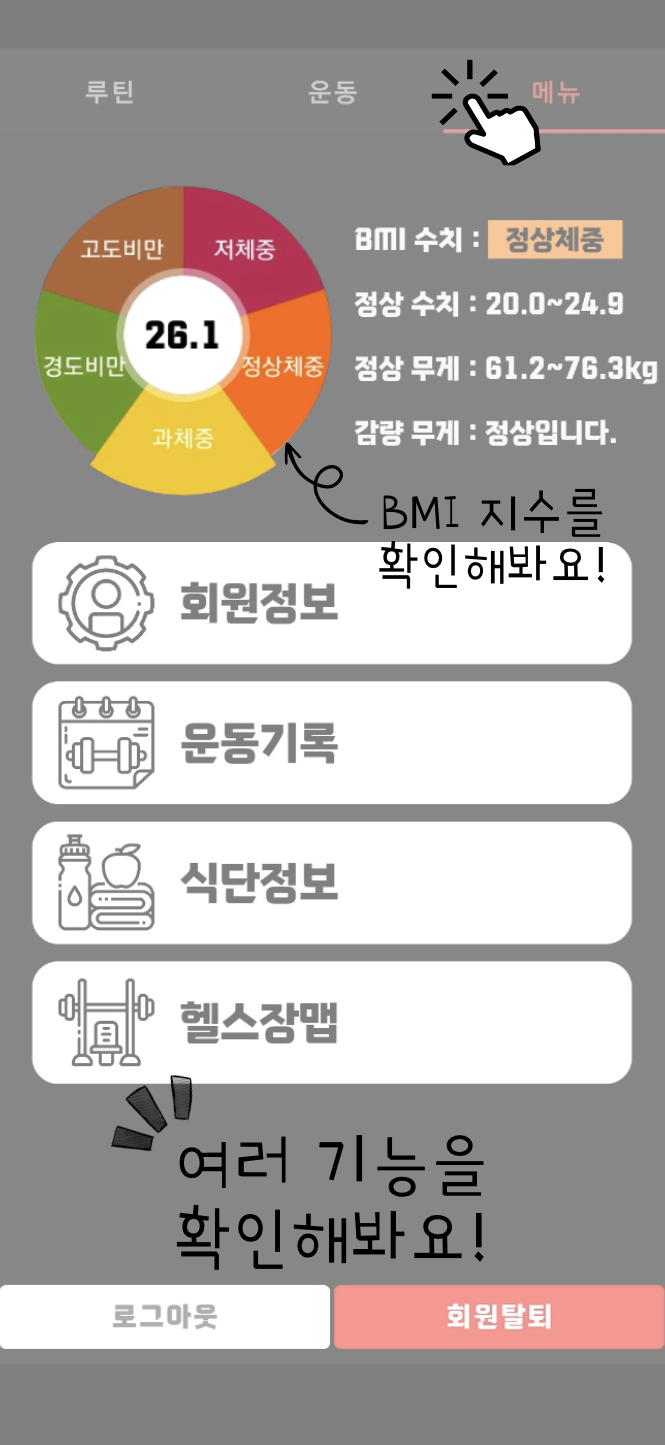 루틴 운동 메뉴
고도비만 저체중
26.1
경도비만 정상체중
과체중
BMI 수치 : 정상체중
정상 수치 : 20.0~24.9
정상 무게 : 61.2~76.3kg
감량 무게 : 정상입니다.
BMI 지수를
확인해봐요!
회원정보
운동기록
식단정보
헬스장맵
여러 기능을
확인해봐요!
로그아웃 회원탈퇴